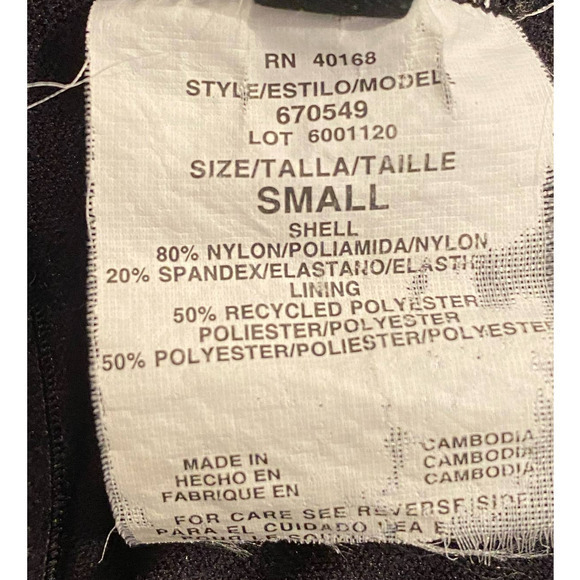 RN 40168
STYLE/ESTILO/MODEL
670549
LOT 6001120
SIZE/TALLA/TAILLE
SMALL
SHELL
80% NYLON/POLIAMIDA/NYLON
20% SPANDEX/ELASTANO/ELASTH
LINING
50% RECYCLED POLYESTER
POLIESTER/POLYESTER
50% POLYESTER/POLIESTER/POLYESTER
MADE IN CAMBODIA
HECHO EN CAMBODIA
FABRIQUE EN CAMBODIA
FOR CARE SEE REVERSE SIDE
PARA EL CUIDADO